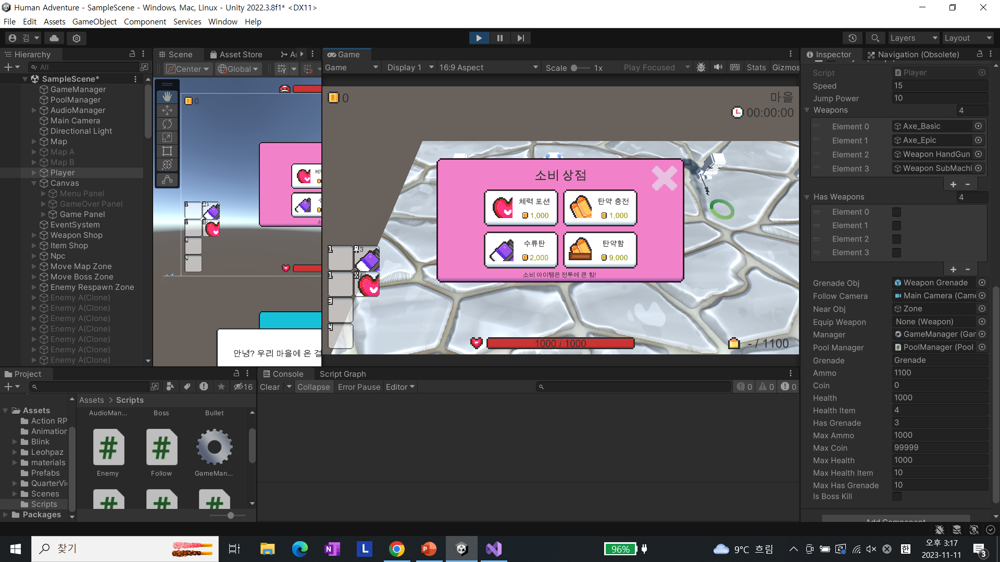 Human Adventure - SampleScene - Windows, Mac, Linux - Unity 2022.3.8f1* <DX11>
File Edit Assets GameObject Component Services Window Help
김
Layers
Layout
Hierarchy
All
SampleScene*
GameManager
PoolManager
AudioManager
Main Camera
Directional Light
Map
Map A
Map B
Player
Canvas
Menu Panel
GameOver Panel
Game Panel
EventSystem
Weapon Shop
Item Shop
Npc
Move Map Zone
Move Boss Zone
Enemy Respawn Zone
Enemy A(Clone)
Enemy A(Clone)
Enemy A(Clone)
Enemy A(Clone)
Enemy A(Clone)
Enemy A(Clone)
Enemy A(Clone)
Scene
Asset Store
Center
Global
0
안녕? 우리 마을에 온 걸
Game
Game
Display 1
16:9 Aspect
Scale
1x
Play Focused
Stats
Gizmos
0
마을
00:00:00
소비 상점
체력 포션
1,000
탄약 충전
1,000
수류탄
2,000
탄약함
9,000
소비 아이템은 전투에 큰 힘!
1
3
1
4
3
4
1000 / 1000
- / 1100
Inspector
Navigation (Obsolete)
Script Player
Speed 15
Jump Power 10
Weapons 4
Element 0 Axe_Basic
Element 1 Axe_Epic
Element 2 Weapon HandGun
Element 3 Weapon SubMachi
Has Weapons 4
Element 0
Element 1
Element 2
Element 3
Grenade Obj Weapon Grenade
Follow Camera Main Camera (Came
Near Obj Zone
Equip Weapon None (Weapon)
Manager GameManager (Gar
Pool Manager PoolManager (Pool
Grenade Grenade
Ammo 1100
Coin 0
Health 1000
Health Item 4
Has Grenade 3
Max Ammo 1000
Max Coin 99999
Max Health 1000
Max Health Item 10
Max Has Grenade 10
Is Boss Kill
Add Component
Project
16
Assets
Action RP
Animation
Blink
Leohpaz
materials
Prefabs
QuarterVi
Scenes
Scripts
Packages
Assets > Scripts
AudioMan...
Boss
Bullet
Enemy
Follow
GameMan...
Console
Script Graph
Clear
Collapse
Error Pause
Editor
0
0
0
찾기
96%
9°C 흐림
한
오후 3:17
2023-11-11
3